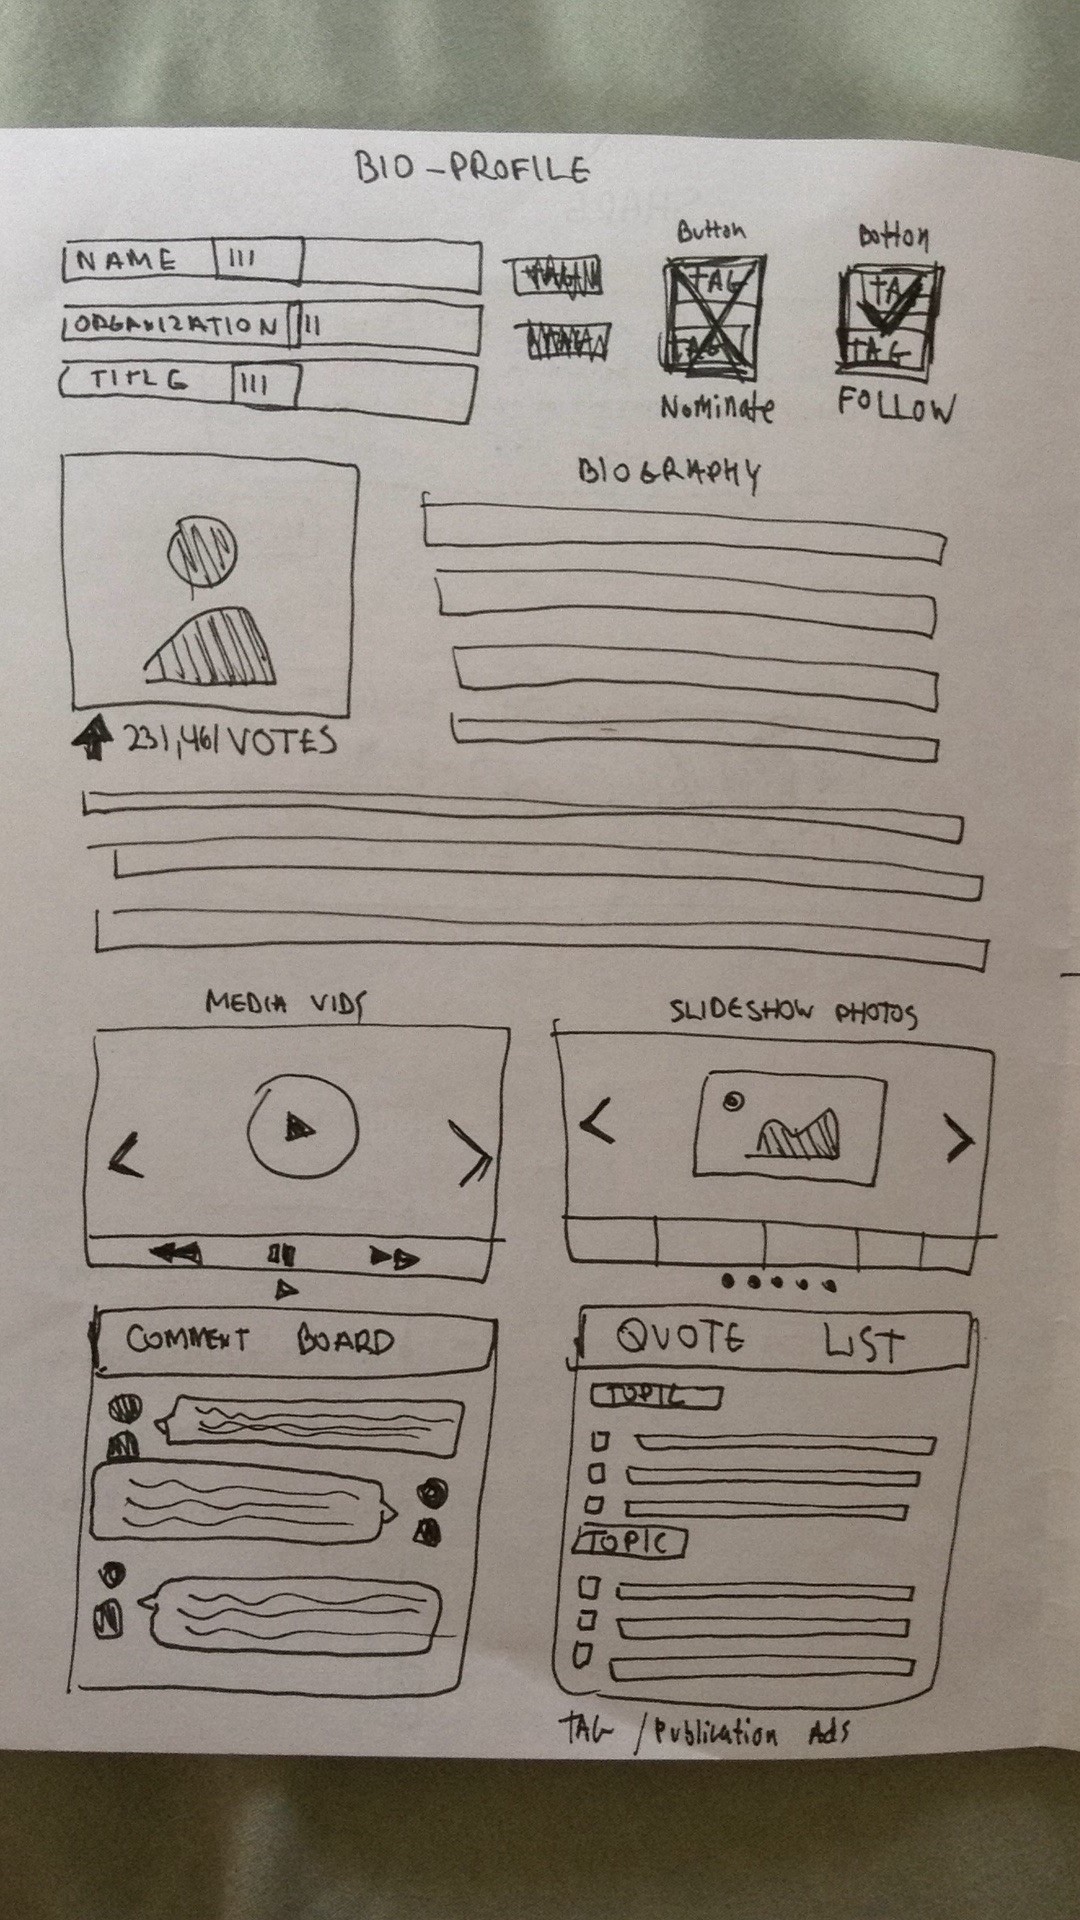 BIO-PROFILE
Button
Botton
NAME
TAG
TAG
ORGANIZATION
TAG
TAG
TITLE
Nominate
FOLLOW
BIOGRAPHY
231,461 VOTES
MEDIA VIDS
SLIDESHOW PHOTOS
COMMENT BOARD
QUOTE LIST
TOPIC
TOPIC
TAG / Publication Ads